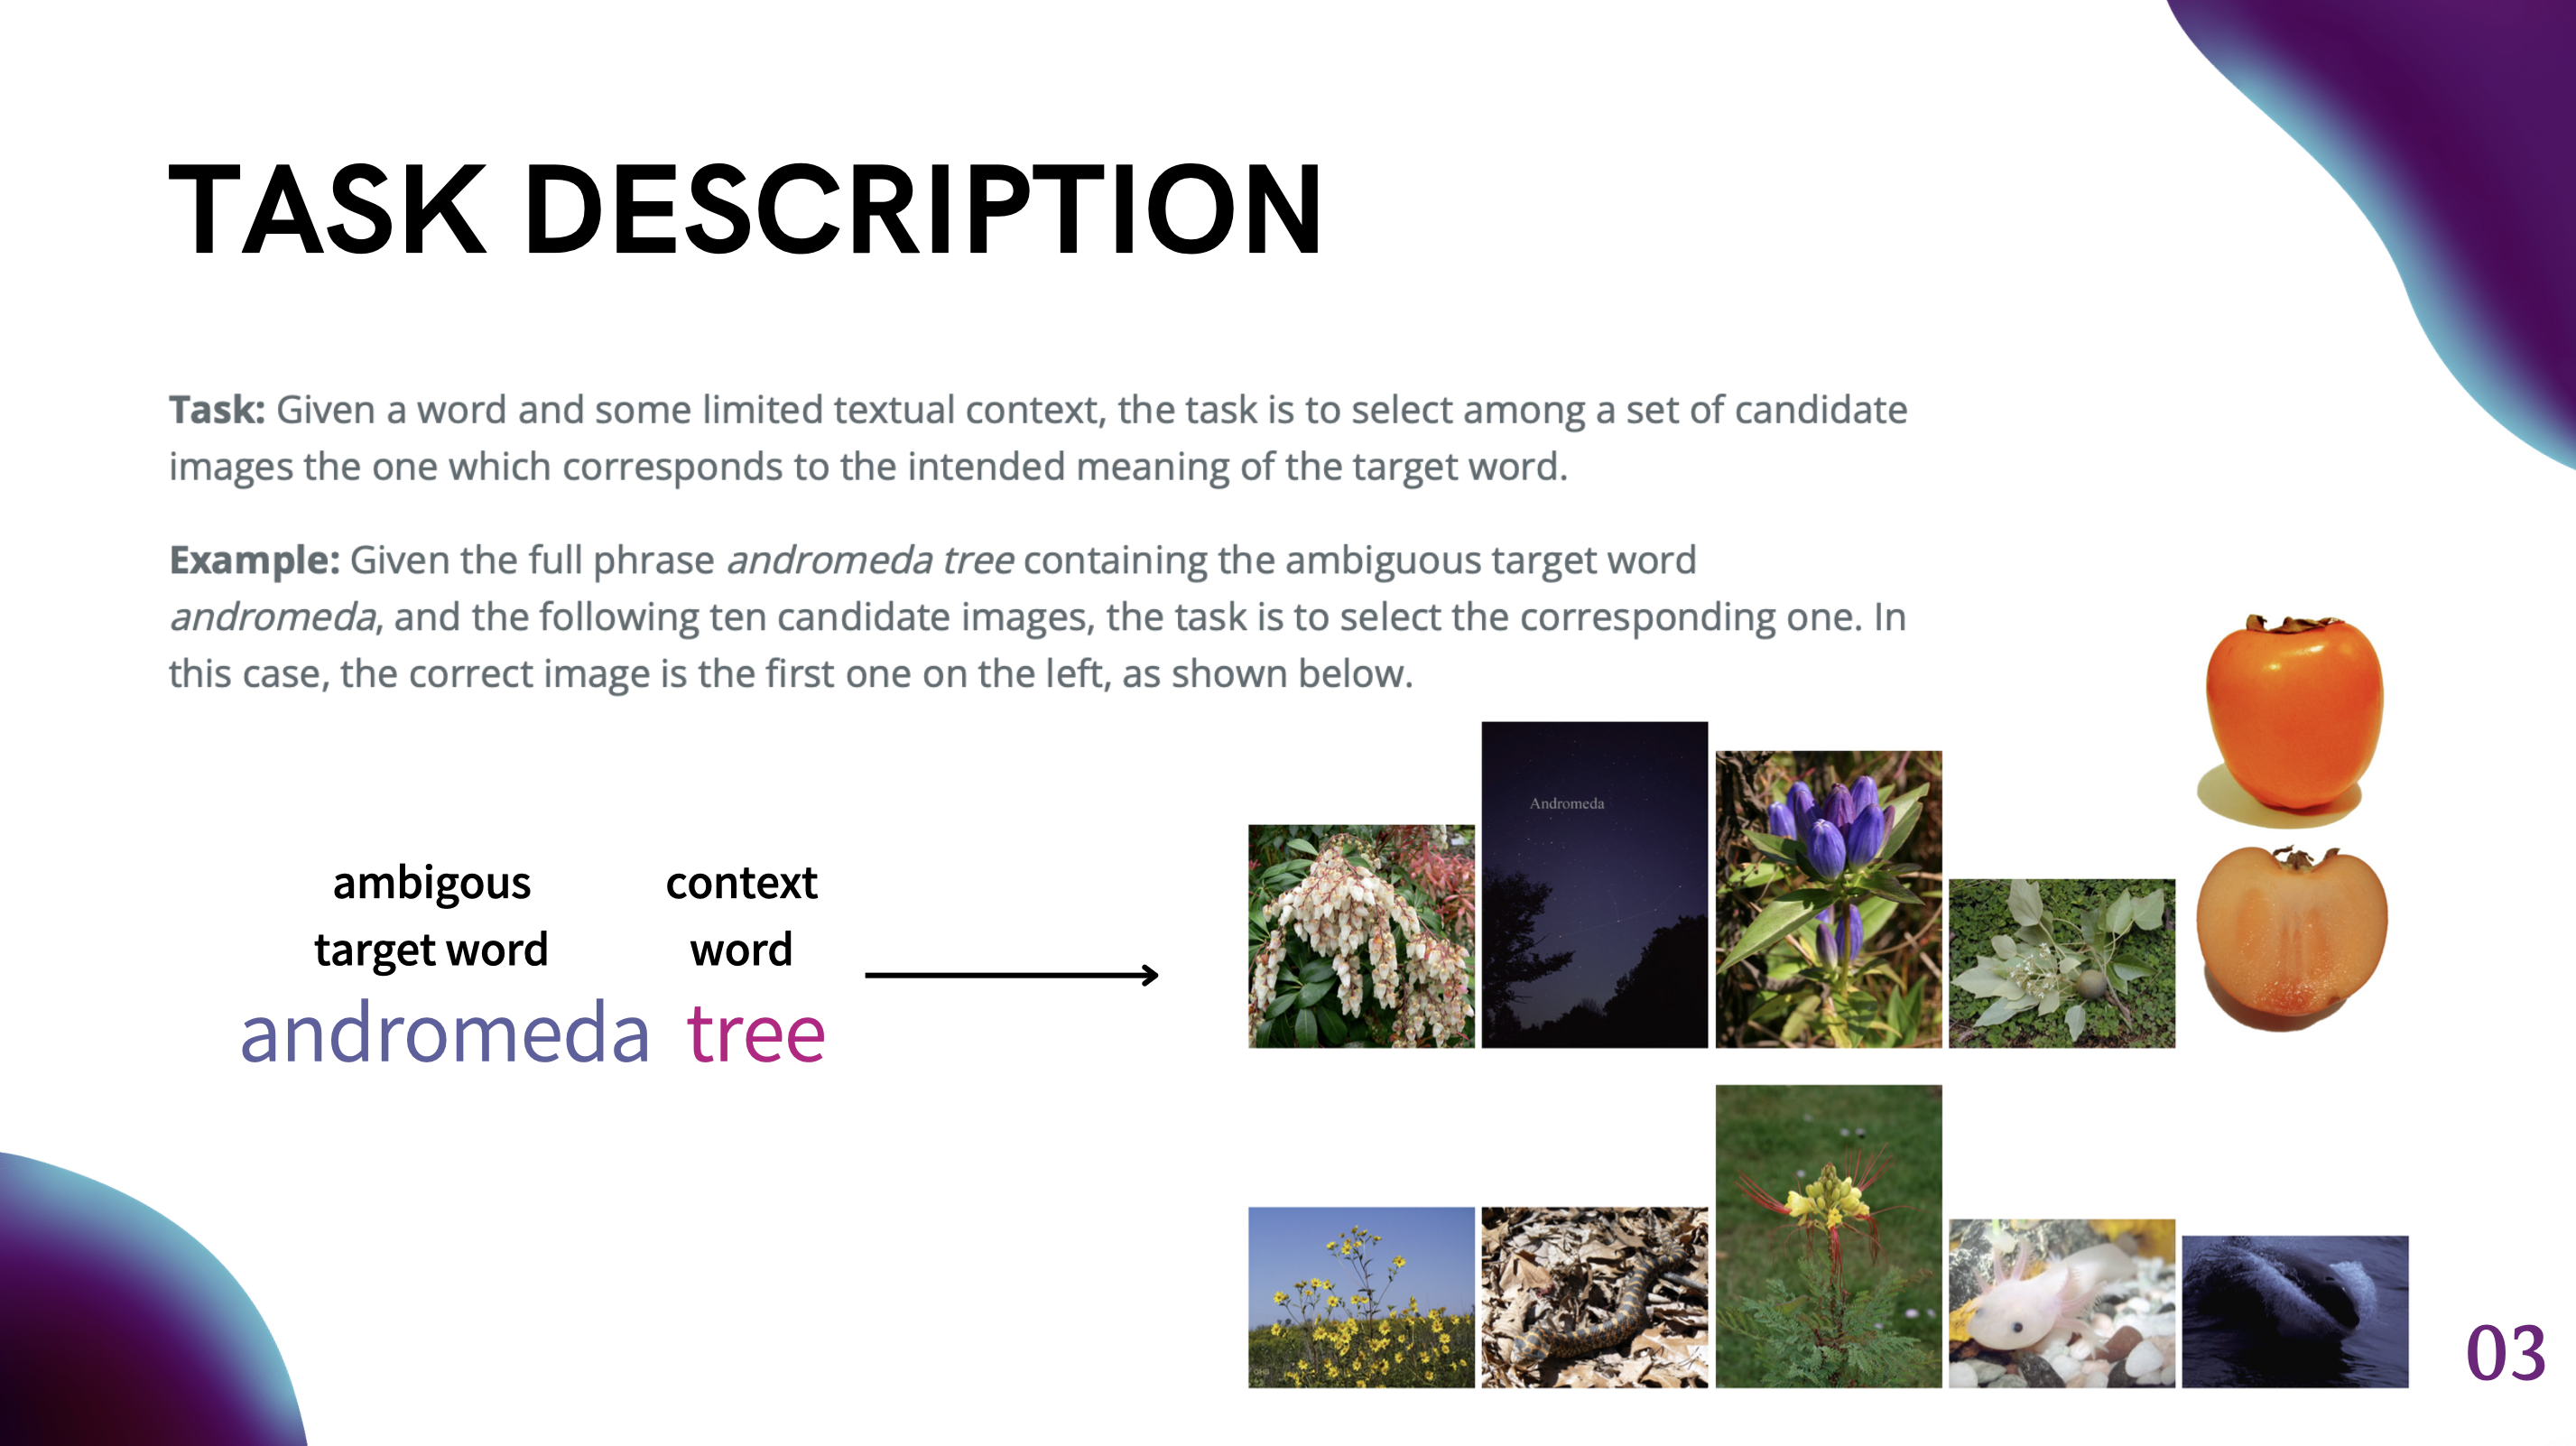 TASK DESCRIPTION
Task: Given a word and some limited textual context, the task is to select among a set of candidate
images the one which corresponds to the intended meaning of the target word.
Example: Given the full phrase andromeda tree containing the ambiguous target word
andromeda, and the following ten candidate images, the task is to select the corresponding one. In
this case, the correct image is the first one on the left, as shown below.
ambigous
target word
context
word
andromeda tree
Andromeda
03